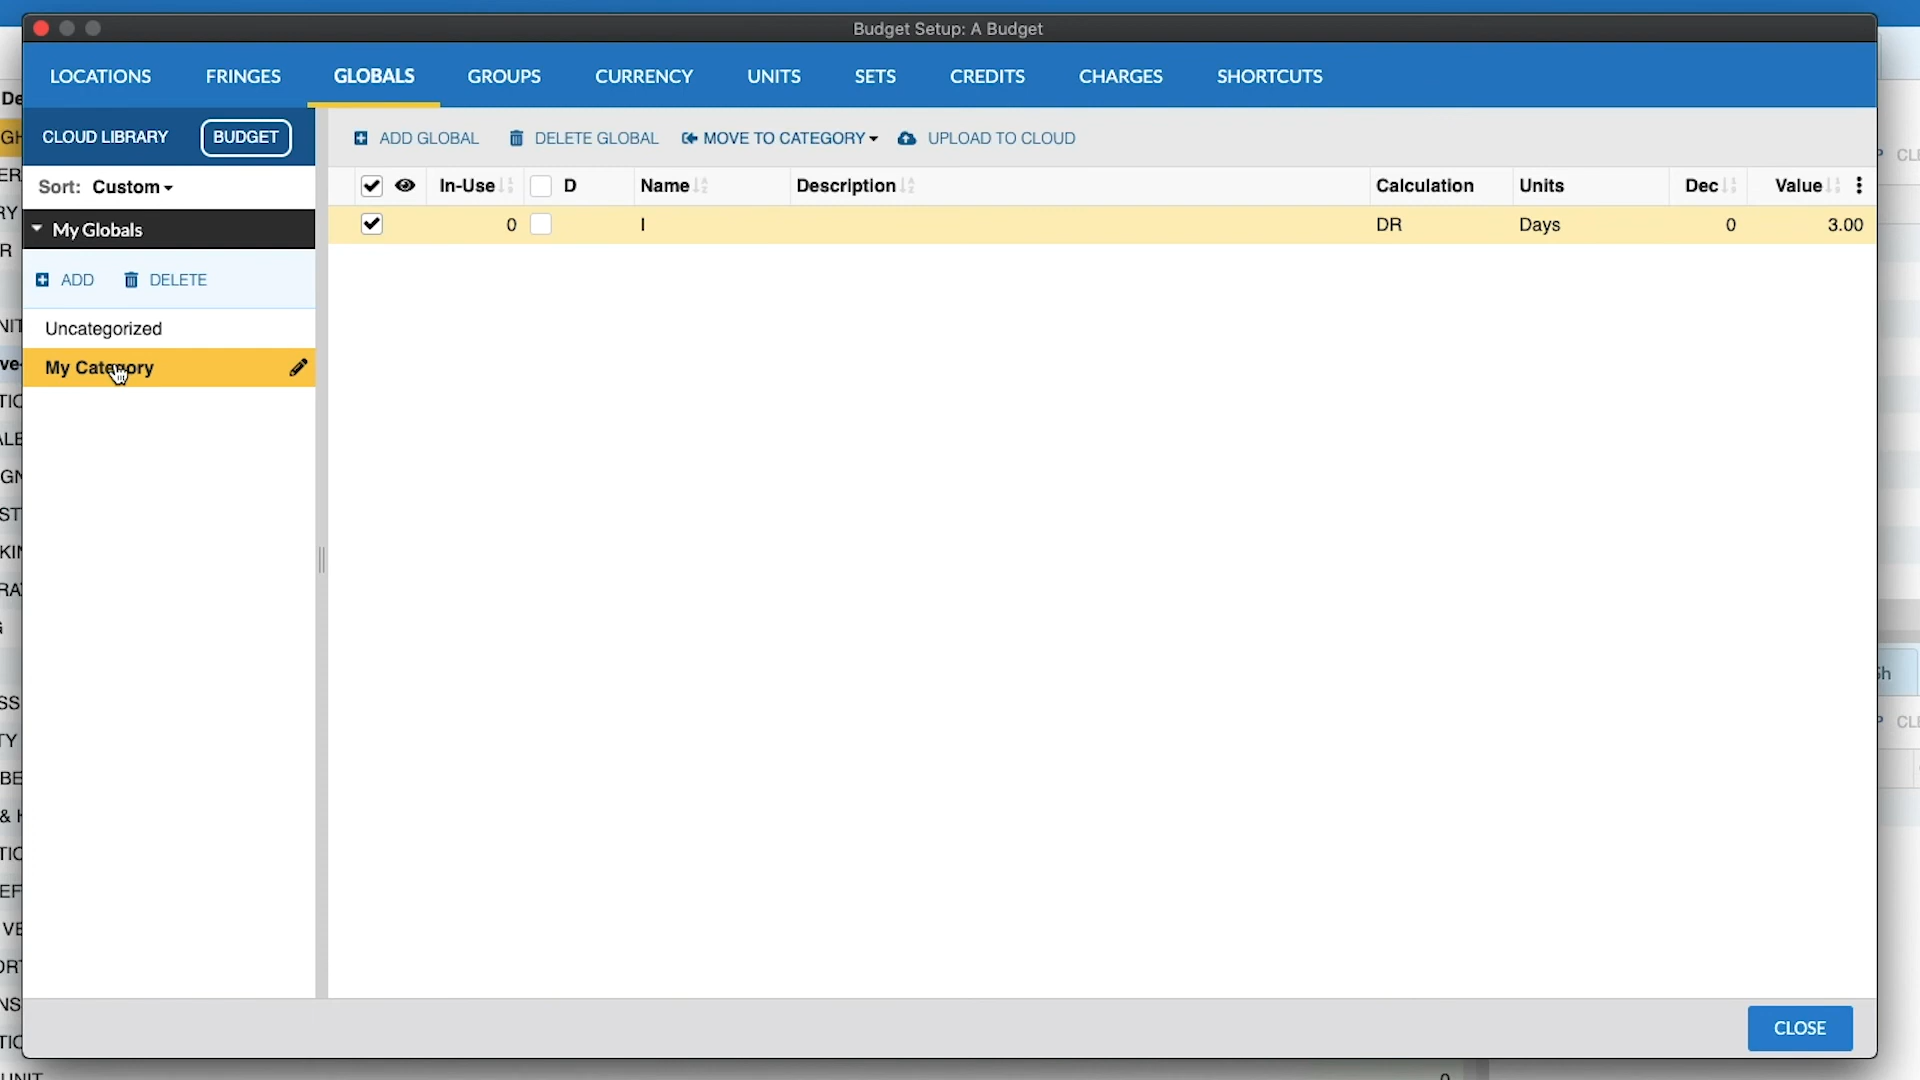 Budget Setup: A Budget
LOCATIONS FRINGES GLOBALS GROUPS CURRENCY UNITS SETS CREDITS CHARGES SHORTCUTS
CLOUD LIBRARY BUDGET
ADD GLOBAL DELETE GLOBAL MOVE TO CATEGORY UPLOAD TO CLOUD
Sort: Custom
In-Use D Name Description Calculation Units Dec Value
My Globals
0 I DR Days 0 3.00
ADD DELETE
Uncategorized
My Category
CLOSE